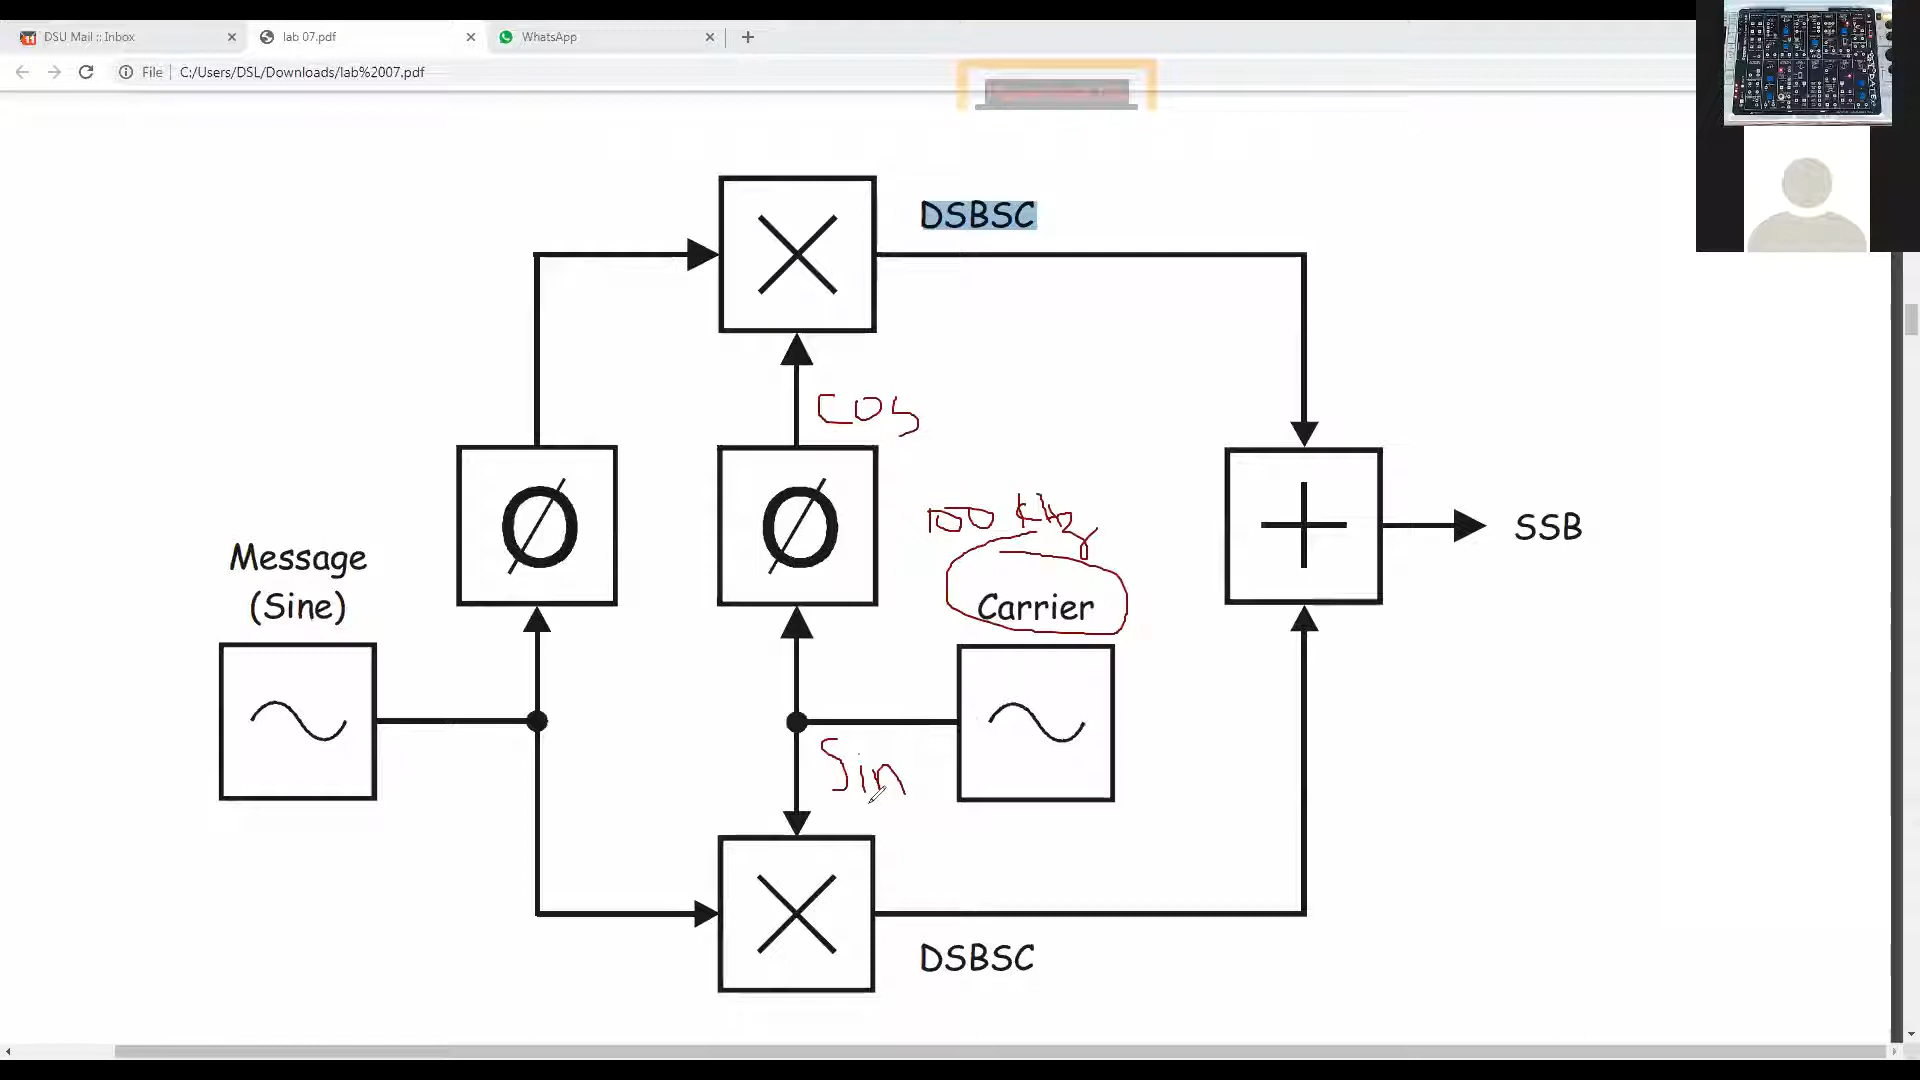 DSU Mail :: Inbox
lab 07.pdf
WhatsApp
File
C:/Users/DSL/Downloads/lab%2007.pdf
DSBSC
cos
100 kHz
Message
(Sine)
Carrier
SSB
Sin
DSBSC